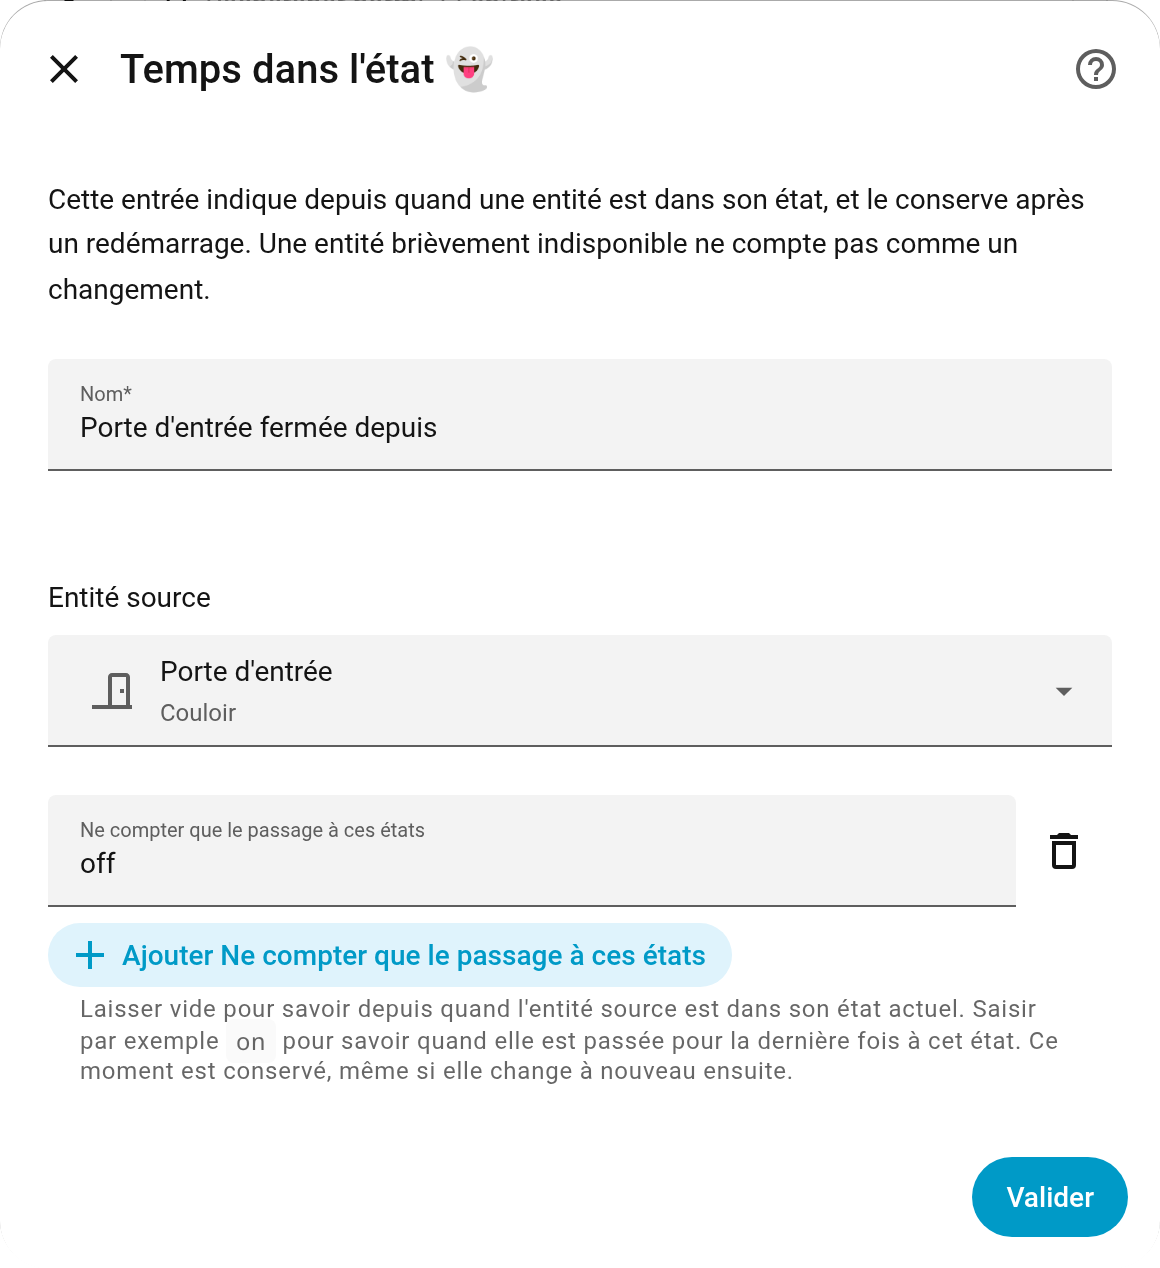 Temps dans l'état 👻
Cette entrée indique depuis quand une entité est dans son état, et le conserve après
un redémarrage. Une entité brièvement indisponible ne compte pas comme un
changement.
Nom*
Porte d'entrée fermée depuis
Entité source
Porte d'entrée
Couloir
Ne compter que le passage à ces états
off
Ajouter Ne compter que le passage à ces états
Laisser vide pour savoir depuis quand l'entité source est dans son état actuel. Saisir
par exemple on pour savoir quand elle est passée pour la dernière fois à cet état. Ce
moment est conservé, même si elle change à nouveau ensuite.
Valider